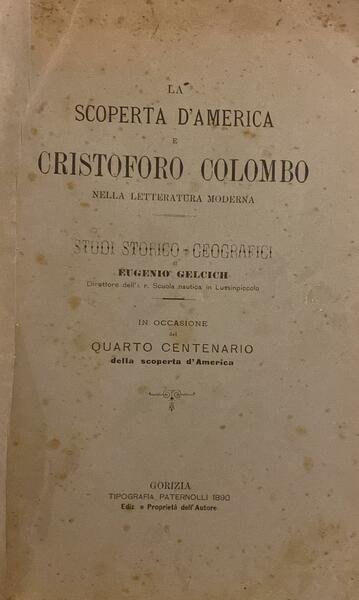 LA
SCOPERTA D'AMERICA
E
CRISTOFORO COLOMBO
NELLA LETTERATURA MODERNA
STUDI STORICO-GEOGRAFICI
di
EUGENIO GELCICH
Direttore dell'i. r. Scuola nautica in Lussinpiccolo
IN OCCASIONE
del
QUARTO CENTENARIO
della scoperta d'America
GORIZIA
TIPOGRAFIA PATERNOLLI 1890
Ediz. e Proprietà dell'Autore